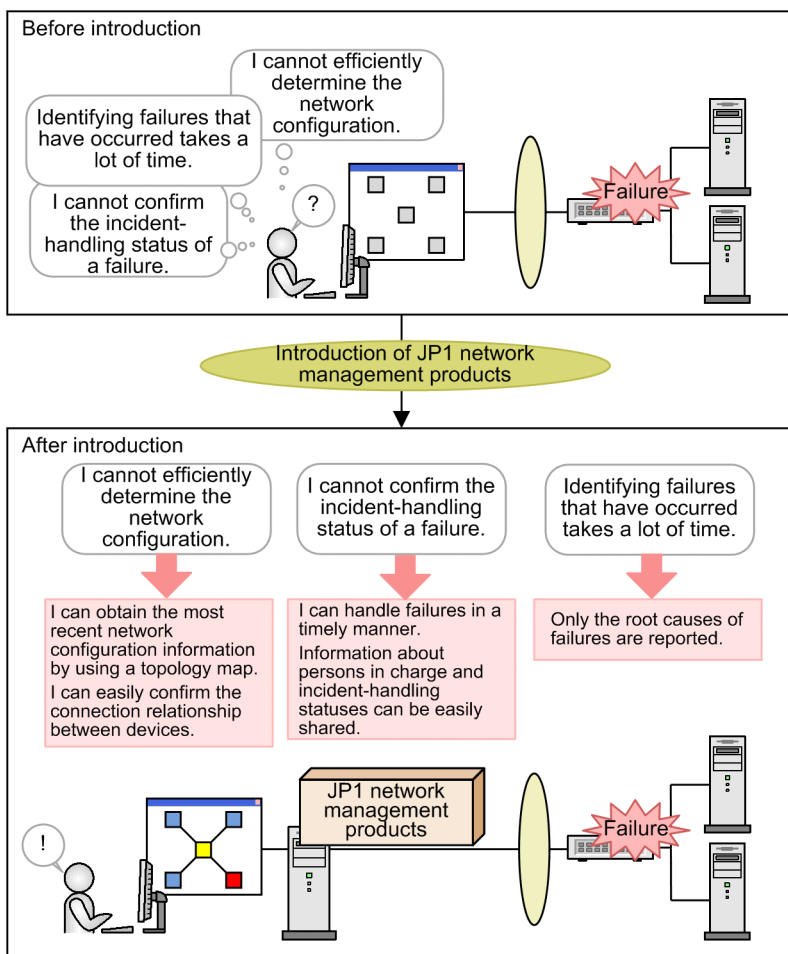 Before introduction
I cannot efficiently
determine the
network
configuration.
Identifying failures that
have occurred takes a
lot of time.
I cannot confirm
the incident-
handling status of
a failure.
?
Failure
Introduction of JP1 network
management products
After introduction
I cannot efficiently
determine the
network
configuration.
I cannot confirm the
incident-handling
status of a failure.
Identifying failures
that have occurred
takes a lot of time.
I can obtain the most
recent network
configuration information
by using a topology map.
I can easily confirm the
connection relationship
between devices.
I can handle failures in a
timely manner.
Information about
persons in charge and
incident-handling
statuses can be easily
shared.
Only the root causes of
failures are reported.
JP1 network
management
products
!
Failure